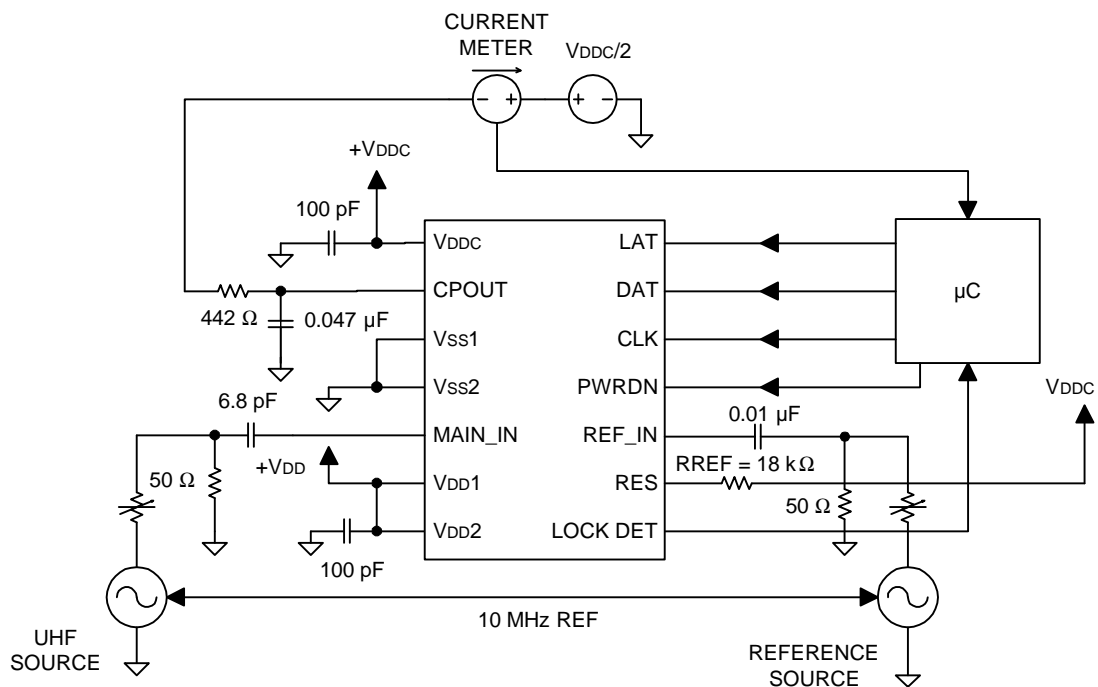 CURRENT
METER
VDDC/2
+VDDC
100 pF
VDDC
LAT
CPOUT
DAT
µC
442 Ω
0.047 µF
VSS1
CLK
VSS2
PWRDN
VDDC
6.8 pF
0.01 µF
MAIN_IN
REF_IN
+VDD
RREF = 18 kΩ
50 Ω
VDD1
RES
50 Ω
VDD2
LOCK DET
100 pF
10 MHz REF
UHF
SOURCE
REFERENCE
SOURCE